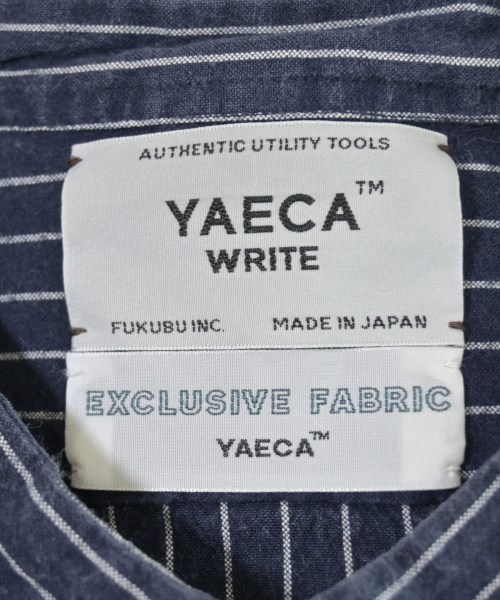 AUTHENTIC UTILITY TOOLS
YAECA™
WRITE
FUKUBU INC. MADE IN JAPAN
EXCLUSIVE FABRIC
YAECA™